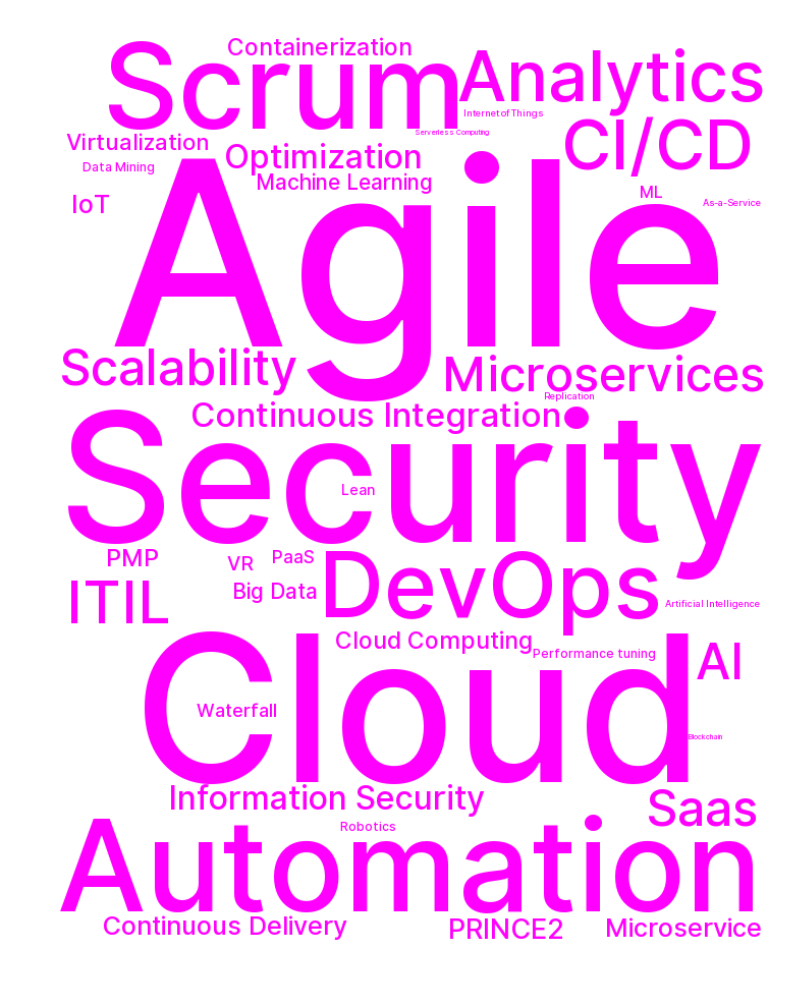 Containerization
Scrum
Analytics
Internet of Things
Serverless Computing.
CI/CD
Virtualization
Optimization
Data Mining
Machine Learning
ML
IoT
As-a-Service
Agile
Scalability
Microservices
Replication
Continuous Integration
Security
Lean
PMP
VR
PaaS
DevOps
ITIL
Big Data
Artificial Intelligence
Cloud Computing
Performance tuning
AI
Cloud
Waterfall
Blockchain
Information Security
Saas
Robotics
Automation
Continuous Delivery
PRINCE2
Microservice